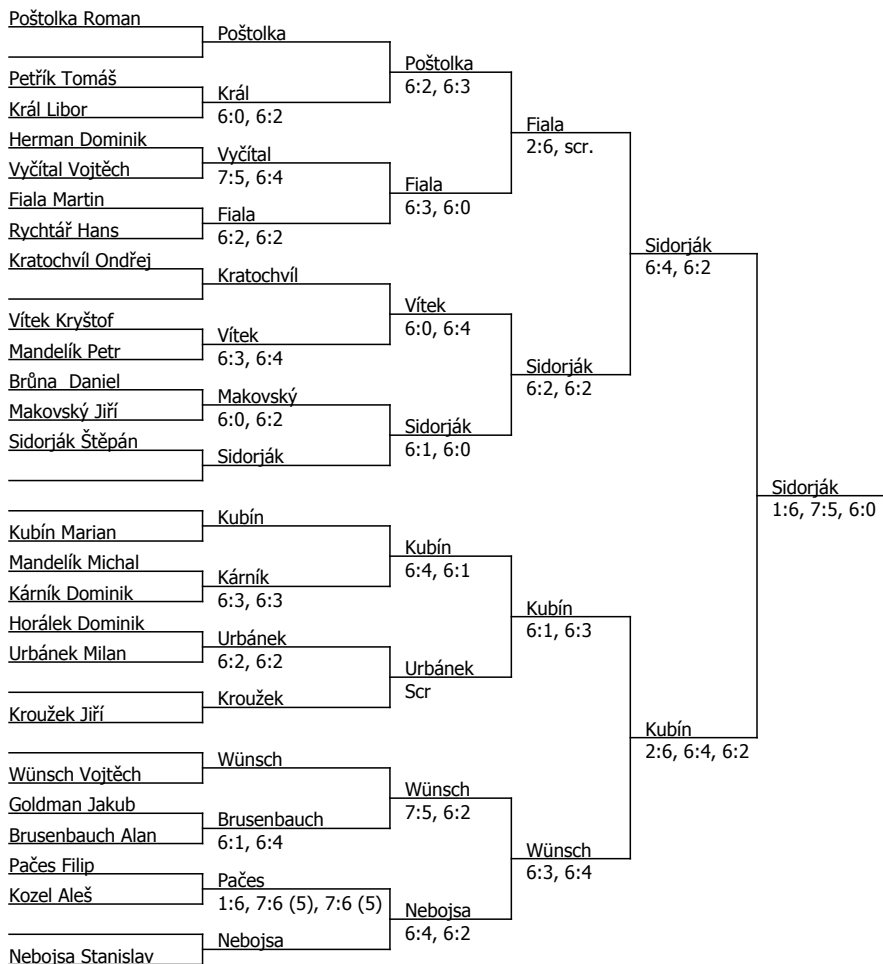 Poštolka Roman
Poštolka
Poštolka
6:2, 6:3
Petřík Tomáš
Král
6:0, 6:2
Král Libor
Fiala
2:6, scr.
Herman Dominik
Vyčítal
7:5, 6:4
Vyčítal Vojtěch
Fiala
6:3, 6:0
Fiala Martin
Fiala
6:2, 6:2
Rychtář Hans
Sidorják
6:4, 6:2
Kratochvíl Ondřej
Kratochvíl
Vítek
6:0, 6:4
Vítek Kryštof
Vítek
6:3, 6:4
Mandelík Petr
Sidorják
6:2, 6:2
Brůna  Daniel
Makovský
6:0, 6:2
Makovský Jiří
Sidorják
6:1, 6:0
Sidorják Štěpán
Sidorják
Sidorják
1:6, 7:5, 6:0
Kubín
Kubín Marian
Kubín
6:4, 6:1
Mandelík Michal
Kárník
6:3, 6:3
Kárník Dominik
Kubín
6:1, 6:3
Horálek Dominik
Urbánek
6:2, 6:2
Urbánek Milan
Urbánek
Scr
Kroužek
Kroužek Jiří
Kubín
2:6, 6:4, 6:2
Wünsch
Wünsch Vojtěch
Wünsch
7:5, 6:2
Goldman Jakub
Brusenbauch
6:1, 6:4
Brusenbauch Alan
Wünsch
6:3, 6:4
Pačes Filip
Pačes
1:6, 7:6 (5), 7:6 (5)
Kozel Aleš
Nebojsa
6:4, 6:2
Nebojsa
Nebojsa Stanislav